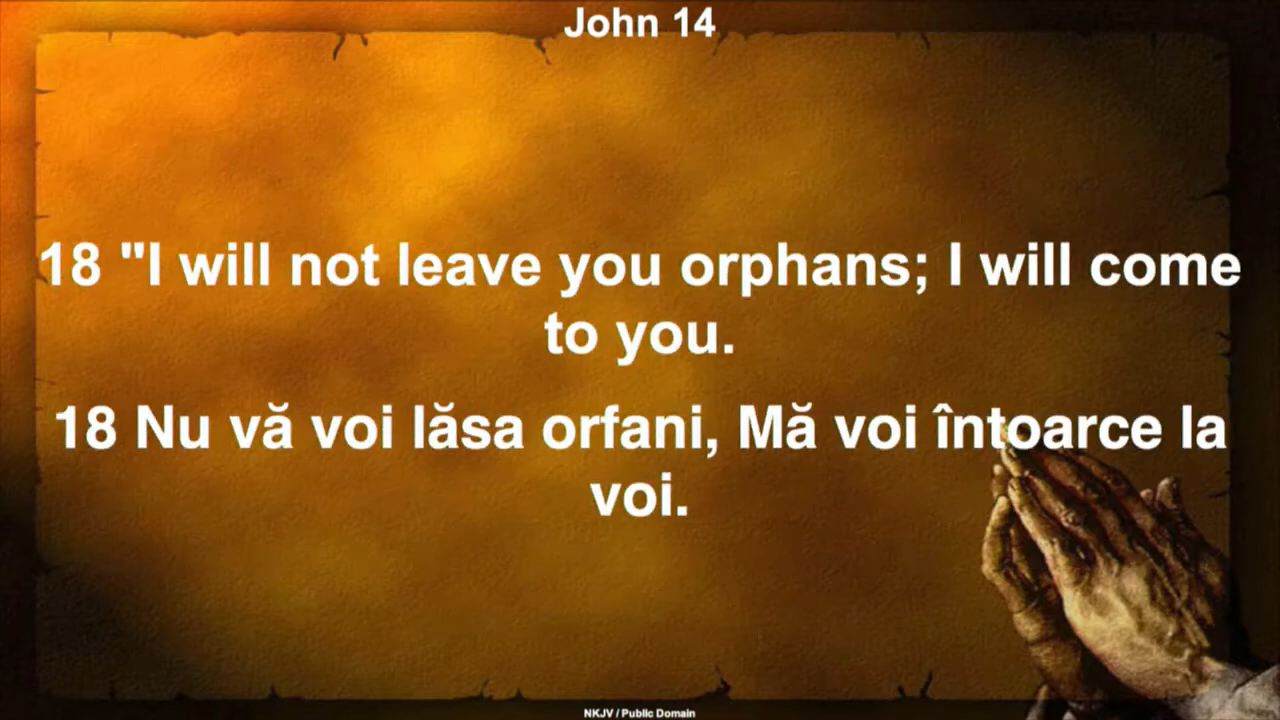 John 14
18 "I will not leave you orphans; I will come
to you.
18 Nu vă voi lăsa orfani, Mă voi întoarce la
voi.
NKJV / Public Domain